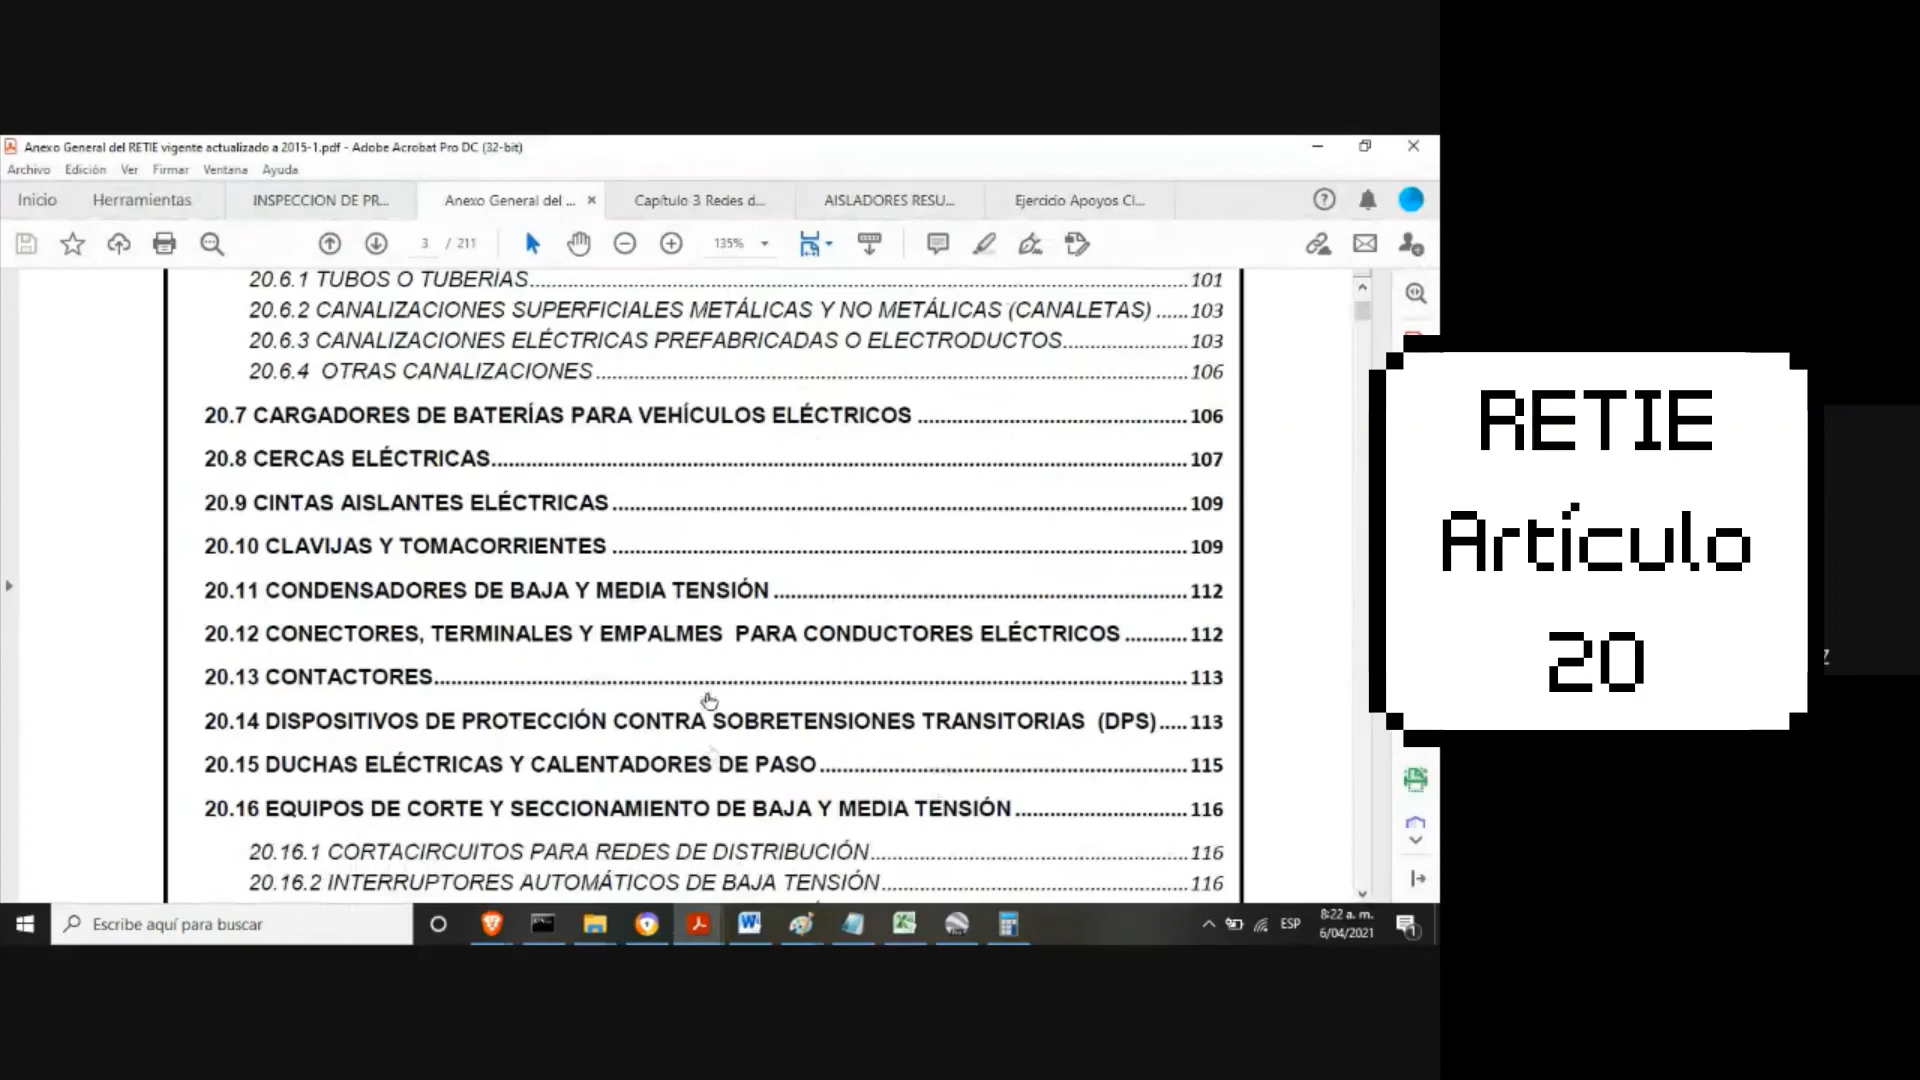 Anexo General del RETIE vigente actualizado a 2015-1.pdf - Adobe Acrobat Pro DC (32-bit)
Archivo Edición Ver Firmar Ventana Ayuda
Inicio Herramientas INSPECCION DE PR... Anexo General del ... Capítulo 3 Redes d... AISLADORES RESU... Ejercicio Apoyos Cl...
3 / 211 135%
20.6.1 TUBOS O TUBERÍAS 101
20.6.2 CANALIZACIONES SUPERFICIALES METÁLICAS Y NO METÁLICAS (CANALETAS) 103
20.6.3 CANALIZACIONES ELÉCTRICAS PREFABRICADAS O ELECTRODUCTOS 103
20.6.4 OTRAS CANALIZACIONES 106
20.7 CARGADORES DE BATERÍAS PARA VEHÍCULOS ELÉCTRICOS 106
20.8 CERCAS ELÉCTRICAS 107
20.9 CINTAS AISLANTES ELÉCTRICAS 109
20.10 CLAVIJAS Y TOMACORRIENTES 109
20.11 CONDENSADORES DE BAJA Y MEDIA TENSIÓN 112
20.12 CONECTORES, TERMINALES Y EMPALMES PARA CONDUCTORES ELÉCTRICOS 112
20.13 CONTACTORES 113
20.14 DISPOSITIVOS DE PROTECCIÓN CONTRA SOBRETENSIONES TRANSITORIAS (DPS) 113
20.15 DUCHAS ELÉCTRICAS Y CALENTADORES DE PASO 115
20.16 EQUIPOS DE CORTE Y SECCIONAMIENTO DE BAJA Y MEDIA TENSIÓN 116
20.16.1 CORTACIRCUITOS PARA REDES DE DISTRIBUCIÓN 116
20.16.2 INTERRUPTORES AUTOMÁTICOS DE BAJA TENSIÓN 116
Escribe aquí para buscar
ESP
8:22 a. m.
6/04/2021
1
RETIE
Artículo
20